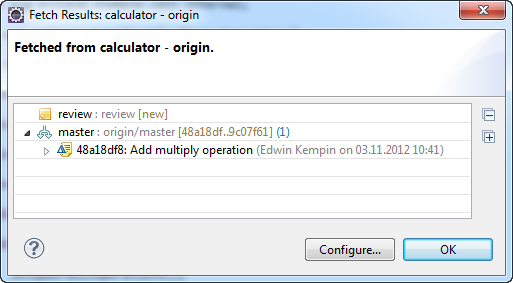 Fetch Results: calculator - origin
Fetched from calculator - origin.
review : review [new]
master : origin/master [48a18df..9c07f61] (1)
48a18df8: Add multiply operation (Edwin Kempin on 03.11.2012 10:41)
Configure... OK